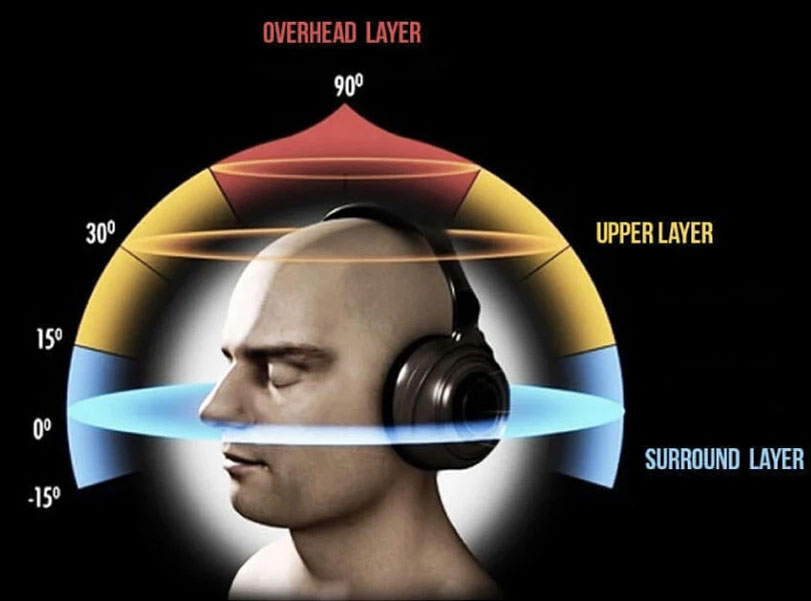 OVERHEAD LAYER
90⁰
30⁰
UPPER LAYER
15⁰
0⁰
SURROUND LAYER
-15⁰